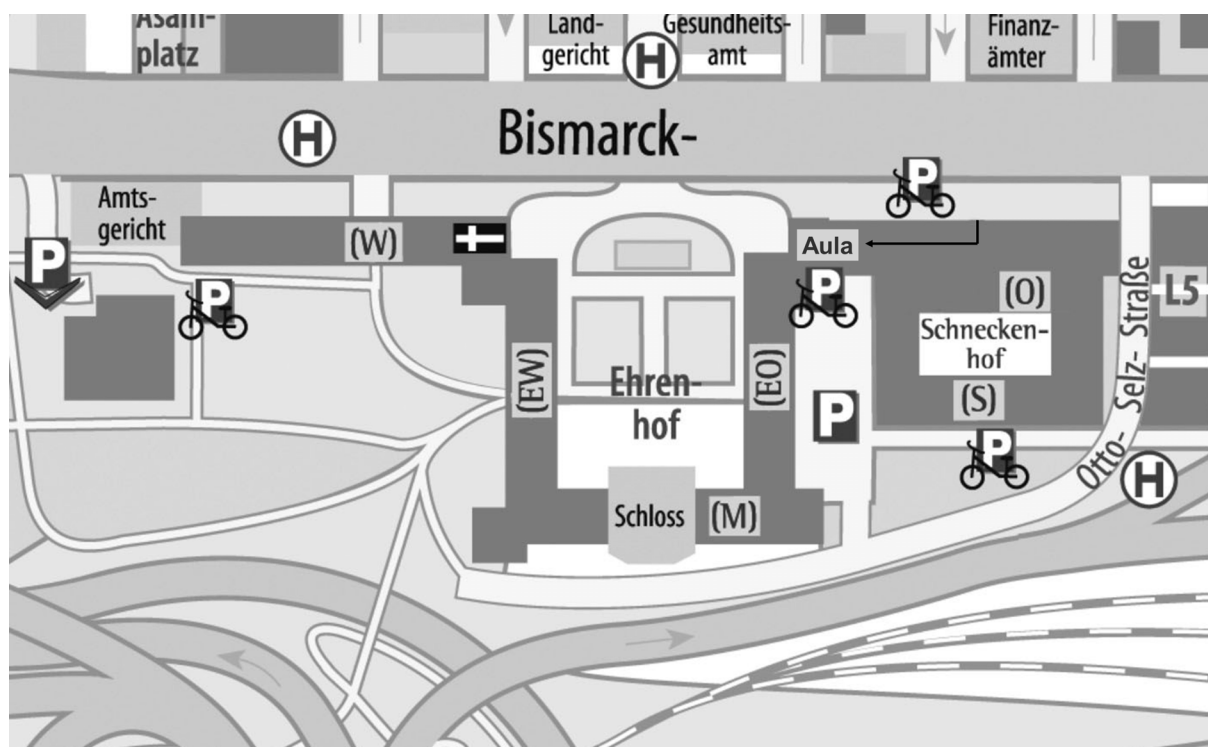 Asam-
platz
Land-
gericht
H
Gesundheits-
amt
Finanz-
ämter
H
Bismarck-
P
Amts-
gericht
(W)
Aula
P
P
P
(O)
L5
Schnecken-
hof
(EW)
Ehren-
hof
(EO)
(S)
P
P
Otto- Selz- Straße
H
Schloss
(M)